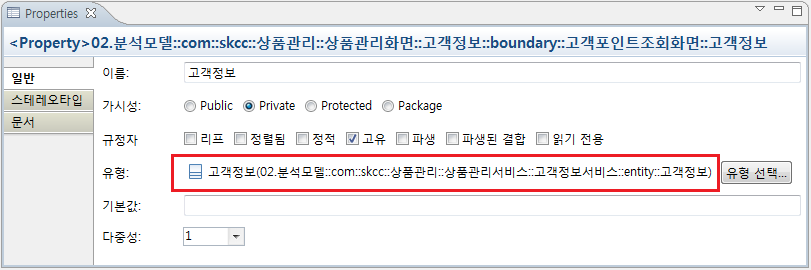 Properties
<Property>02.분석모델::com::skcc::상품관리::상품관리화면::고객정보::boundary::고객포인트조회화면::고객정보
일반
스테레오타입
문서
이름: 고객정보
가시성: Public Private Protected Package
규정자 리프 정렬됨 정적 고유 파생 파생된 결합 읽기 전용
유형: 고객정보(02.분석모델::com::skcc::상품관리::상품관리서비스::고객정보서비스::entity::고객정보) 유형 선택...
기본값:
다중성: 1